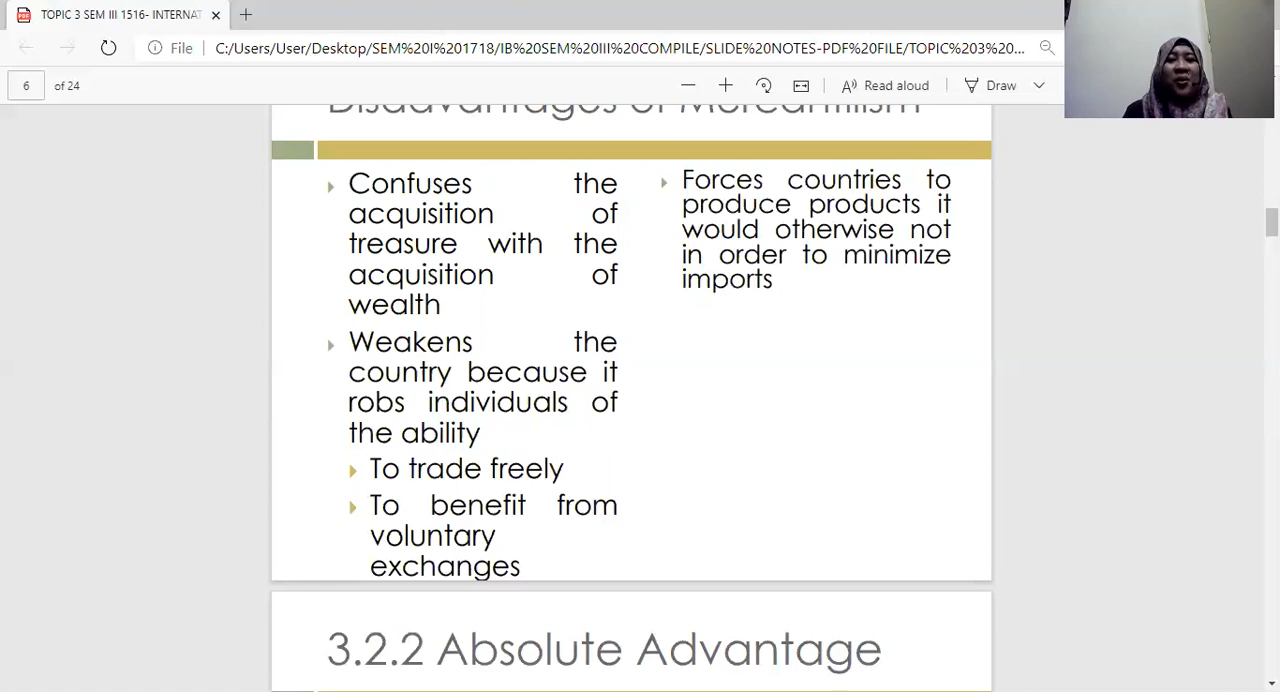 TOPIC 3 SEM III 1516- INTERNAT
File
C:/Users/User/Desktop/SEM%20I%201718/IB%20SEM%20III%20COMPILE/SLIDE%20NOTES-PDF%20FILE/TOPIC%203%20...
6 of 24
Read aloud
Draw
Disadvantages of Mercantilism
Confuses the
acquisition of
treasure with the
acquisition of
wealth
Weakens the
country because it
robs individuals of
the ability
To trade freely
To benefit from
voluntary
exchanges
Forces countries to
produce products it
would otherwise not
in order to minimize
imports
3.2.2 Absolute Advantage